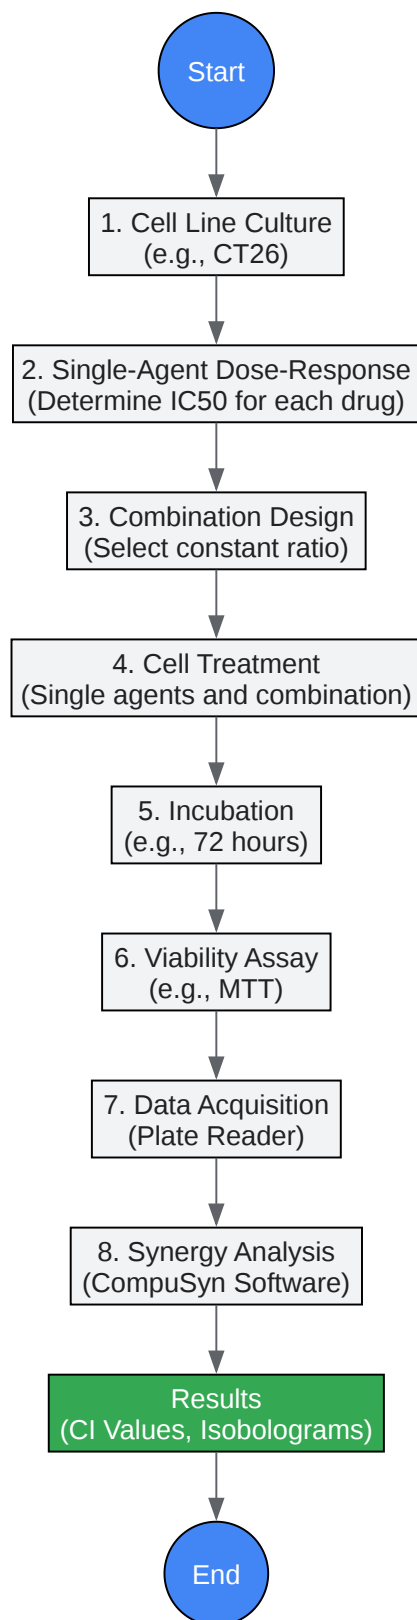 Start
1. Cell Line Culture
(e.g., CT26)
2. Single-Agent Dose-Response
(Determine IC50 for each drug)
3. Combination Design
(Select constant ratio)
4. Cell Treatment
(Single agents and combination)
5. Incubation
(e.g., 72 hours)
6. Viability Assay
(e.g., MTT)
7. Data Acquisition
(Plate Reader)
8. Synergy Analysis
(CompuSyn Software)
Results
(CI Values, Isobolograms)
End